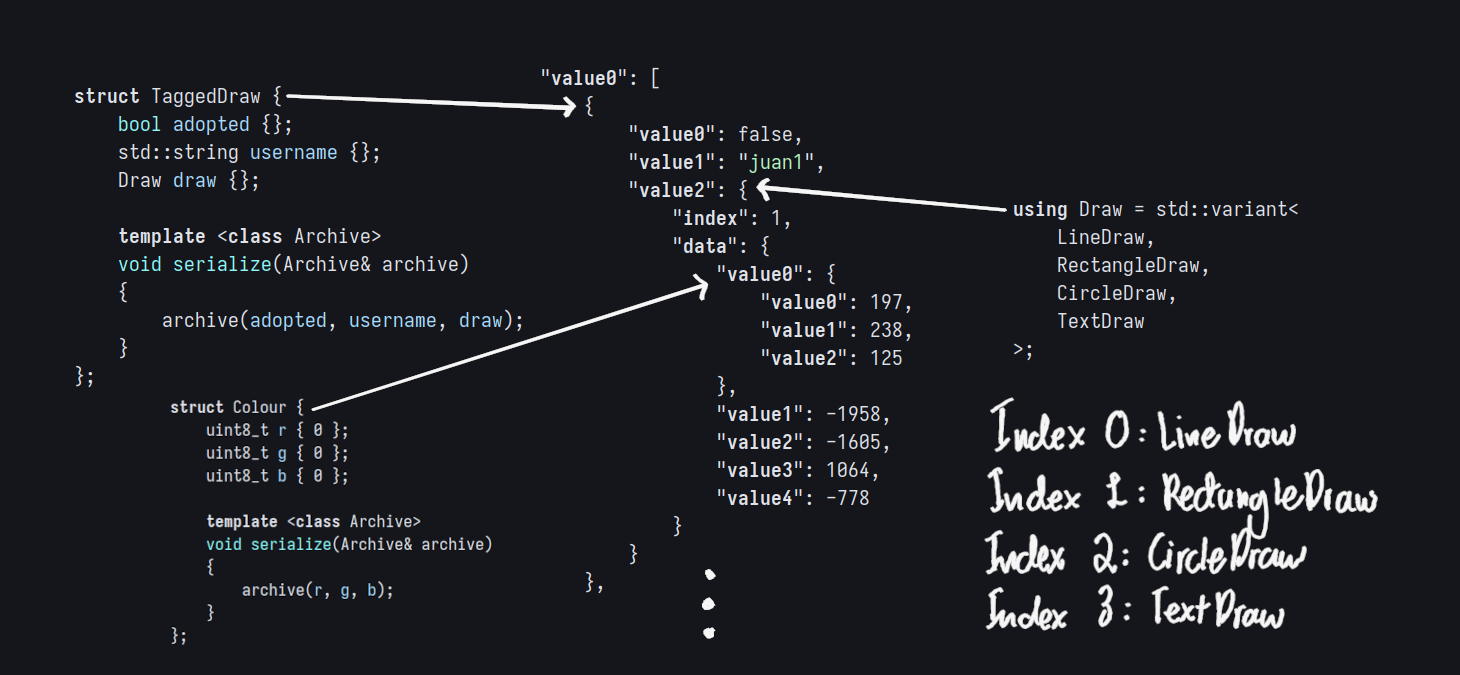 struct TaggedDraw {
    bool adopted {};
    std::string username {};
    Draw draw {};

    template <class Archive>
    void serialize(Archive& archive)
    {
        archive(adopted, username, draw);
    }
};
struct Colour {
    uint8_t r { 0 };
    uint8_t g { 0 };
    uint8_t b { 0 };

    template <class Archive>
    void serialize(Archive& archive)
    {
        archive(r, g, b);
    }
};
"value0": [
    {
        "value0": false,
        "value1": "juan1",
        "value2": {
            "index": 1,
            "data": {
                "value0": {
                    "value0": 197,
                    "value1": 238,
                    "value2": 125
                },
                "value1": -1958,
                "value2": -1605,
                "value3": 1064,
                "value4": -778
            }
        }
    },
using Draw = std::variant<
    LineDraw,
    RectangleDraw,
    CircleDraw,
    TextDraw
>;
Index 0: LineDraw
Index 1: RectangleDraw
Index 2: CircleDraw
Index 3: TextDraw